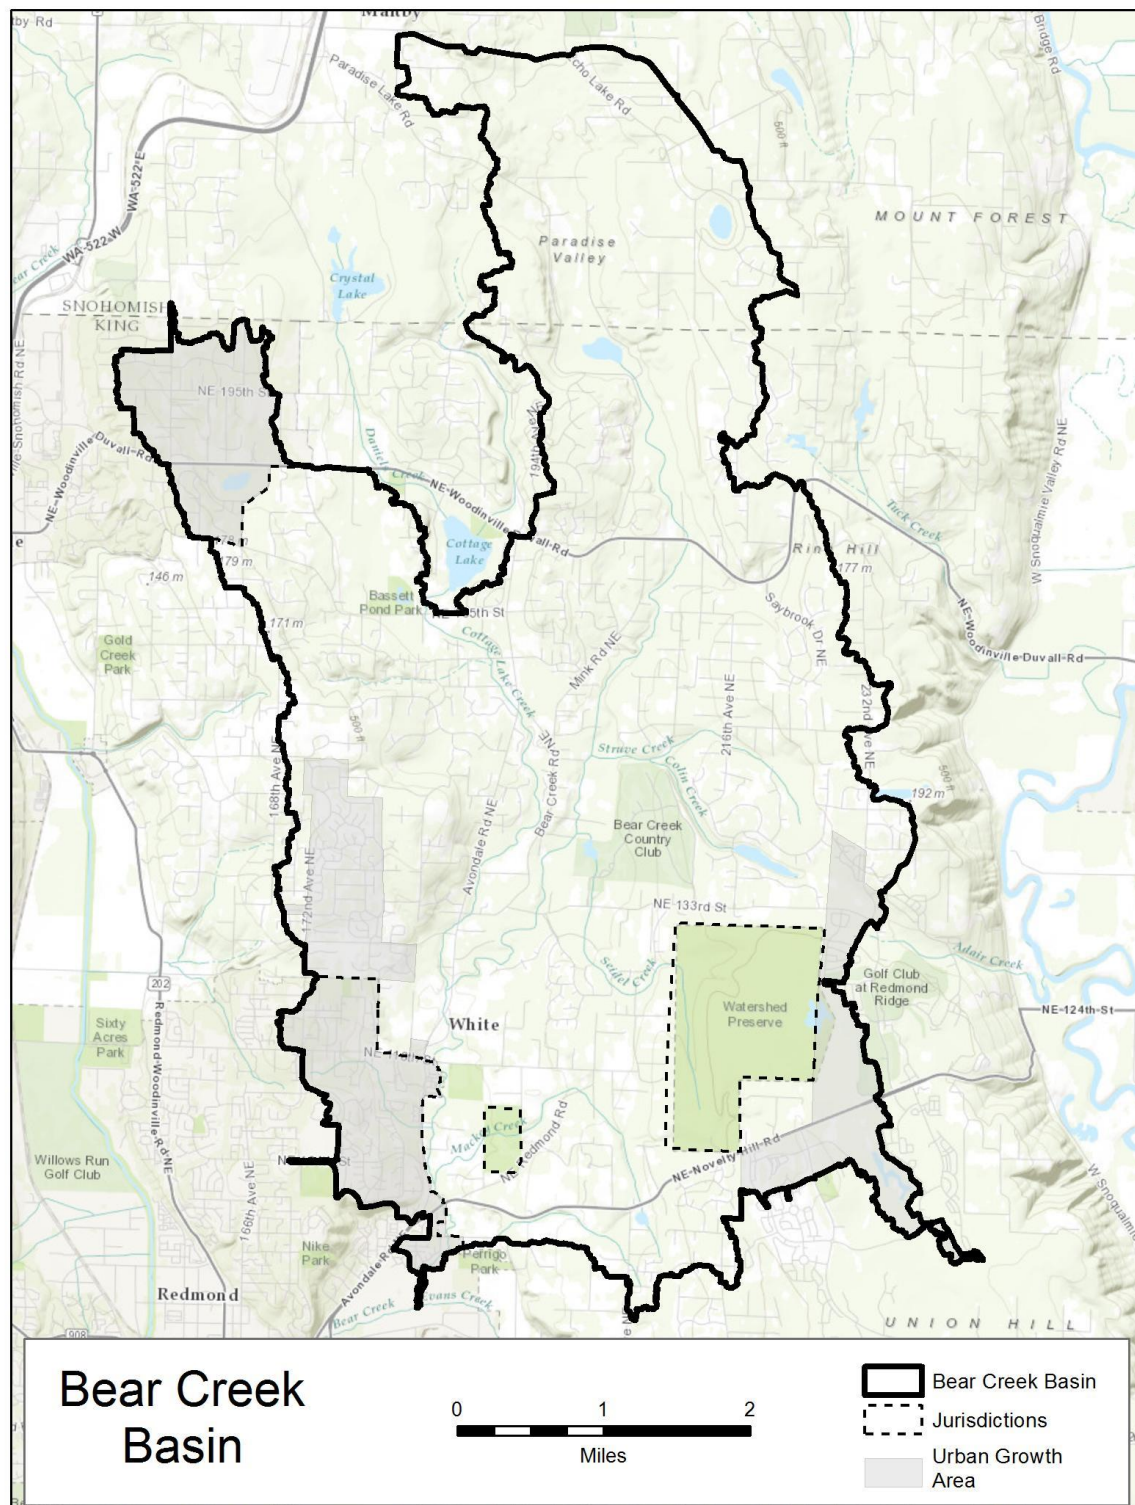 Maltby
by Rd
Bridge Rd
Paradise Lake Rd
Echo Lake Rd
500 ft
WA-522 E
WA-522 W
MOUNT FOREST
Paradise
Valley
Crystal
Lake
ear Creek
SNOHOMISH
KING
NE 195th St
194th Ave NE
NE-Woodinville-Duvall-Rd
Daniels Creek
NE-Woodinville-Duvall-Rd
Tuck Creek
W Snoqualmie Valley Rd NE
Cottage
Lake
Ring Hill
177 m
179 m
146 m
171 m
Bassett
Pond Park
Gold
Creek
Park
Saybrook Dr NE
NE-Woodinville-Duvall-Rd
Cottage Lake Creek
Mink Rd NE
216th Ave NE
232nd Ave NE
500 ft
Struve Creek
Colin Creek
168th Ave NE
500 ft
192 m
Bear Creek Rd NE
Avondale Rd NE
172nd Ave NE
Bear Creek
Country
Club
NE 133rd St
Seidel Creek
Adair Creek
Golf Club
at Redmond
Ridge
202
Watershed
Preserve
NE-124th-St
White
Sixty
Acres
Park
Redmond-Woodinville-Rd-NE
Mackey Creek
NE Redmond Rd
NE-Novelty-Hill-Rd
Willows Run
Golf Club
166th Ave NE
W Snoqualmie
Nike
Park
Avondale Rd
Perrigo
Park
Redmond
Bear Creek
Evans Creek
UNION HILL
908
Bear Creek
Basin
0 1 2
Miles
Bear Creek Basin
Jurisdictions
Urban Growth
Area